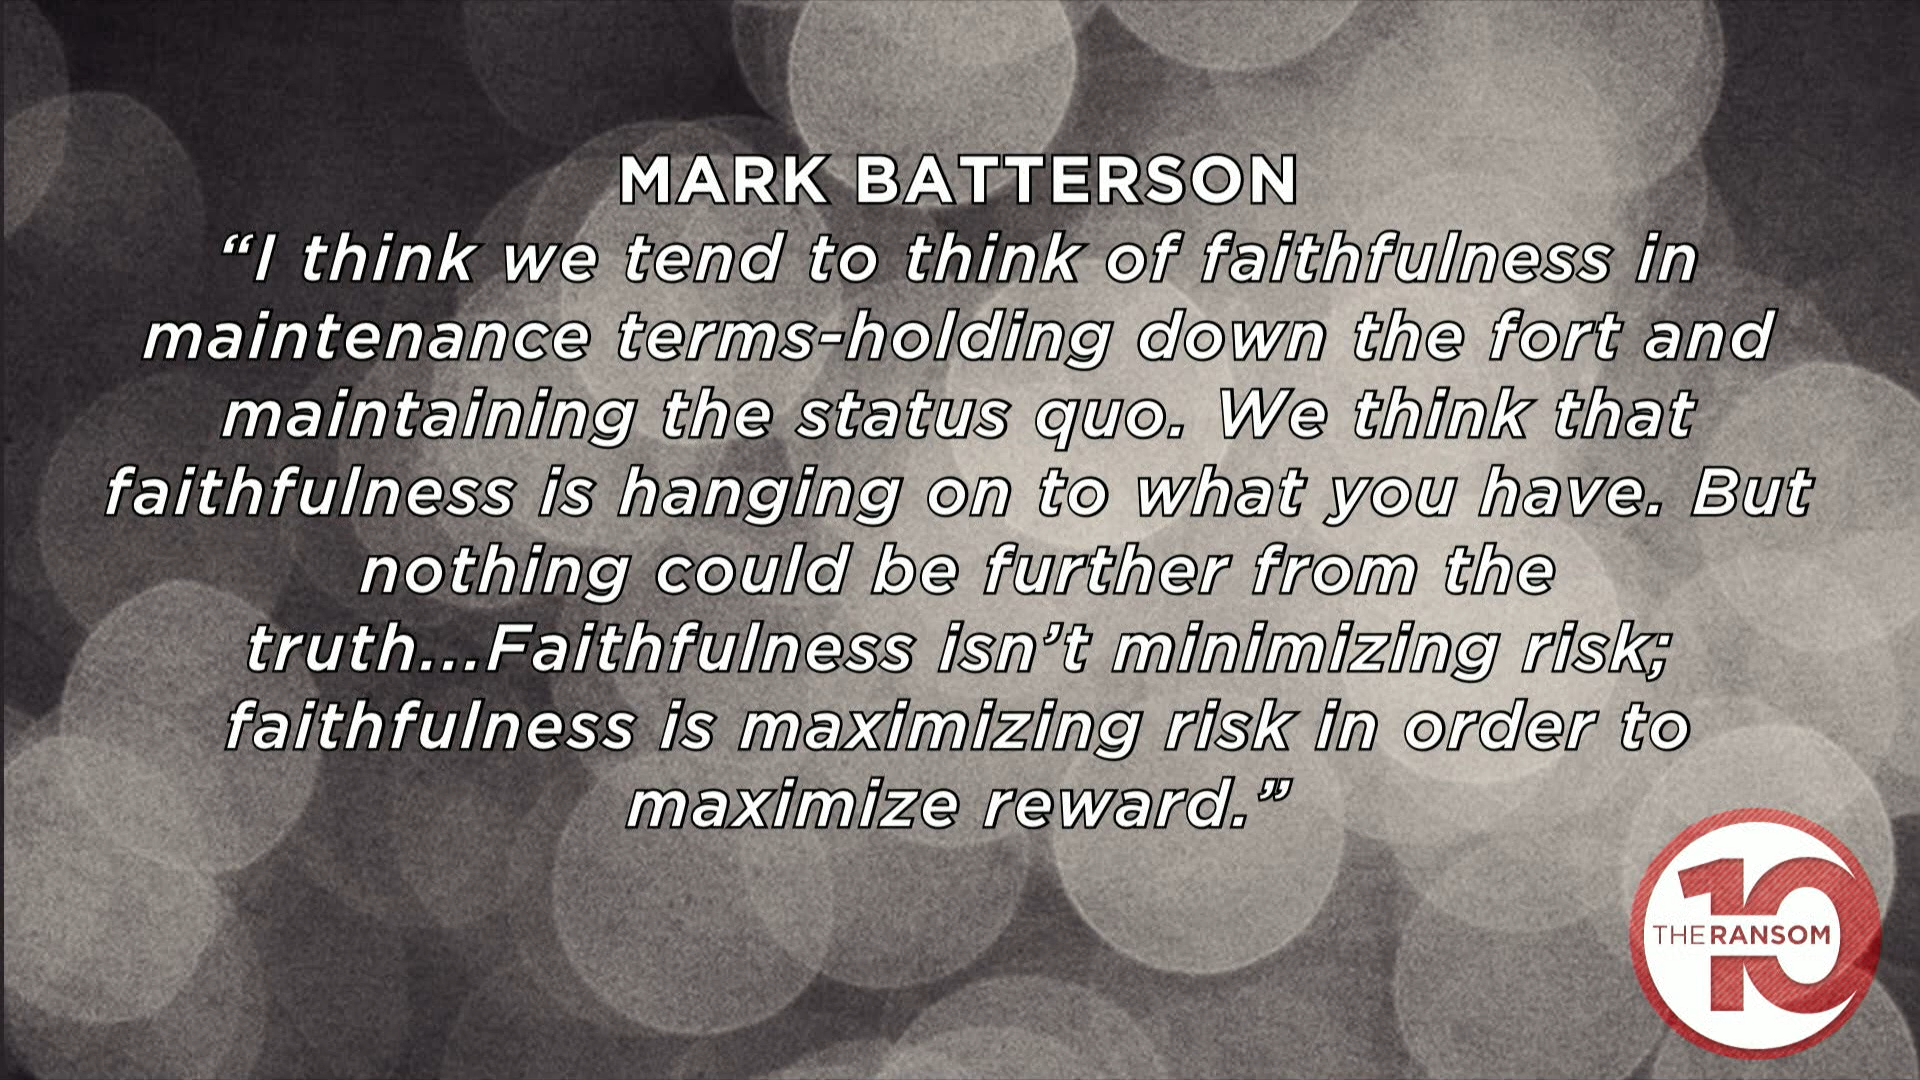 MARK BATTERSON
“I think we tend to think of faithfulness in
maintenance terms-holding down the fort and
maintaining the status quo. We think that
faithfulness is hanging on to what you have. But
nothing could be further from the
truth...Faithfulness isn’t minimizing risk;
faithfulness is maximizing risk in order to
maximize reward.”
10
THERANSOM